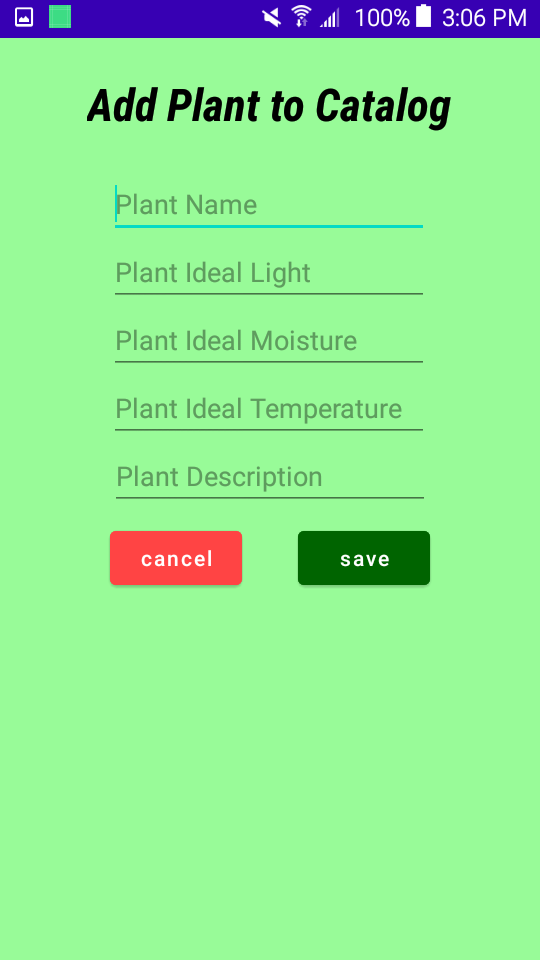 100% 3:06 PM
Add Plant to Catalog
Plant Name
Plant Ideal Light
Plant Ideal Moisture
Plant Ideal Temperature
Plant Description
cancel save